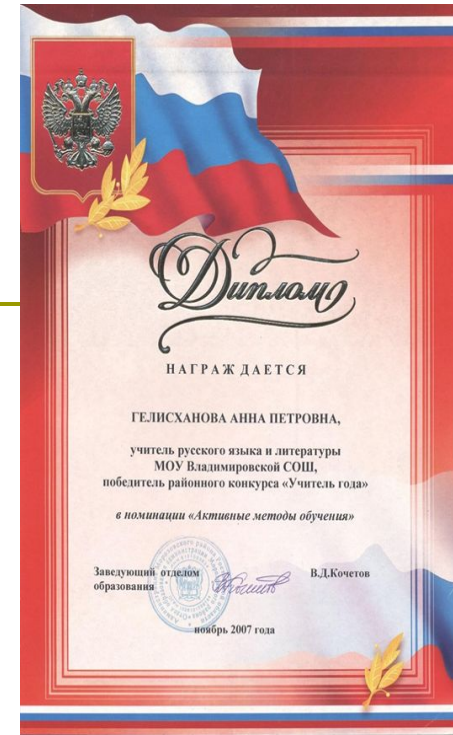 Диплом
НАГРАЖДАЕТСЯ
ГЕЛИСХАНОВА АННА ПЕТРОВНА,
учитель русского языка и литературы
МОУ Владимировской СОШ,
победитель районного конкурса «Учитель года»
в номинации «Активные методы обучения»
Заведующий отделом
образования
В.Д.Кочетов
ноябрь 2007 года